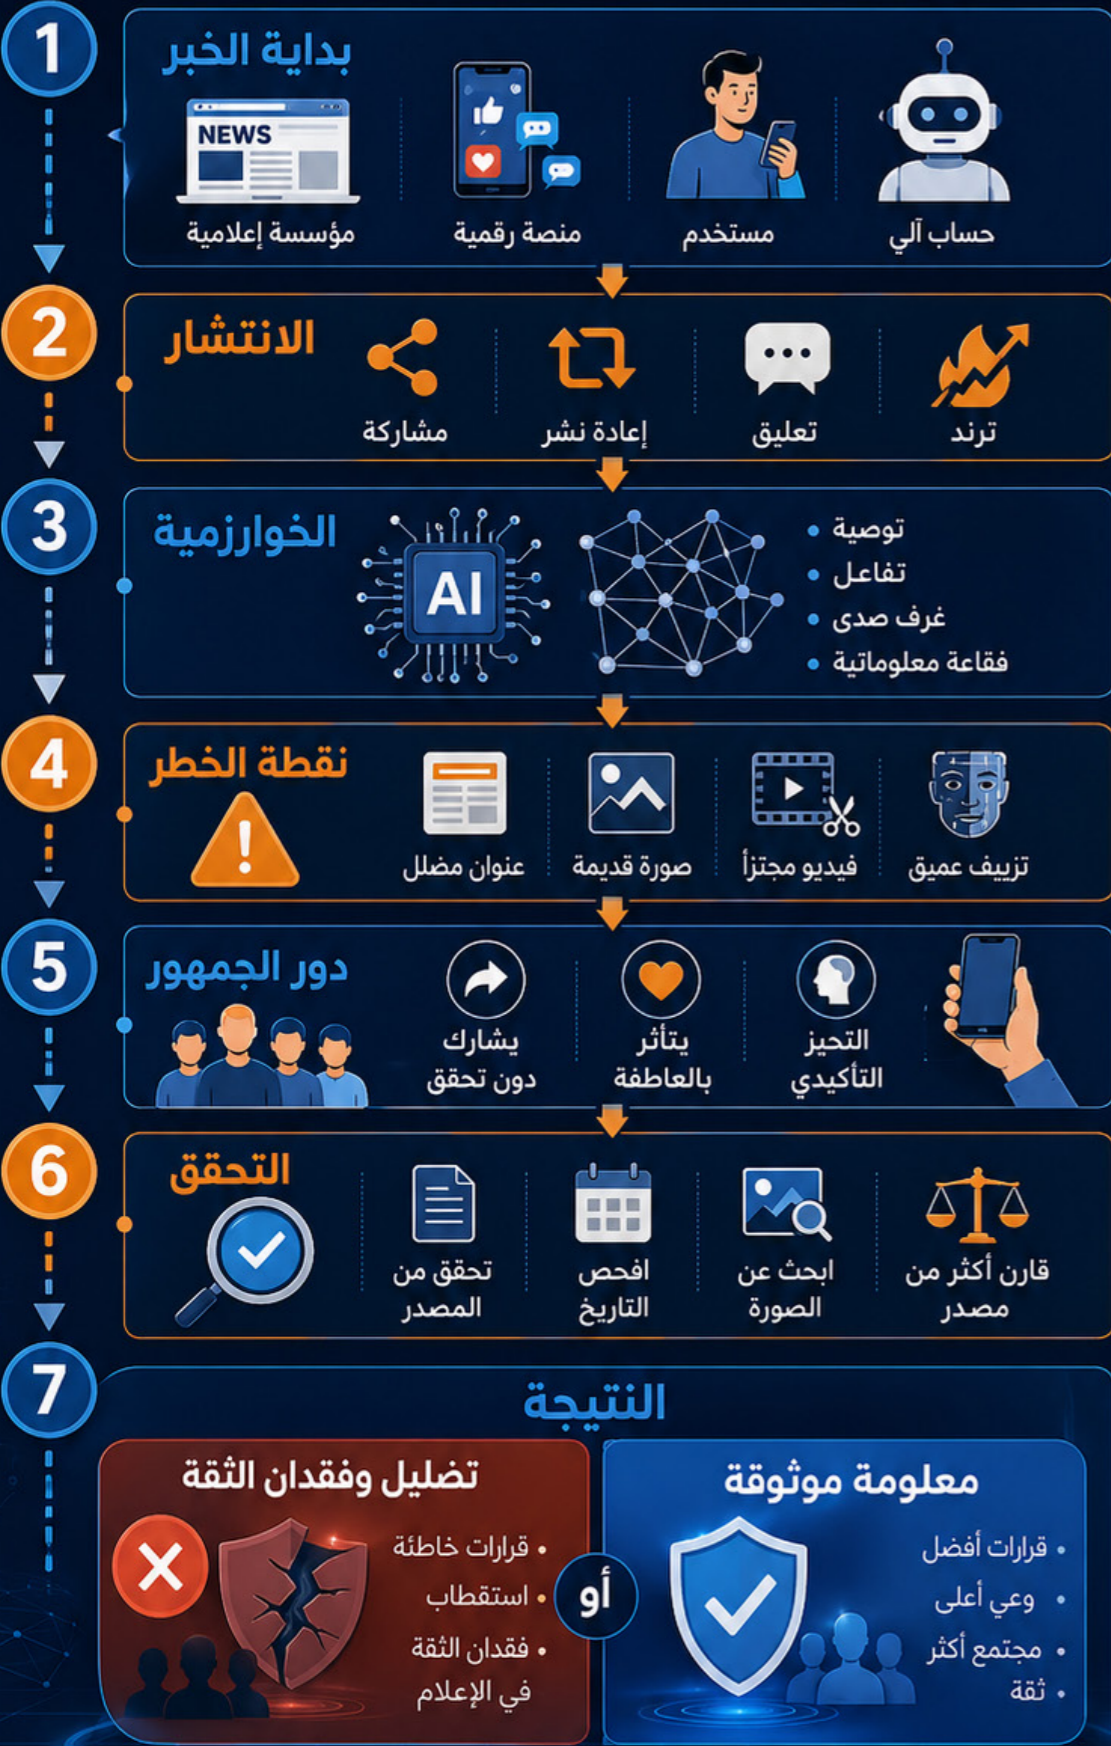 1
بداية الخبر
NEWS
حساب آلي
مستخدم
منصة رقمية
مؤسسة إعلامية
2
الانتشار
ترند
تعليق
إعادة نشر
مشاركة
3
الخوارزمية
AI
• توصية
• تفاعل
• غرف صدى
• فقاعة معلوماتية
4
نقطة الخطر
!
تزييف عميق
فيديو مجتزأ
صورة قديمة
عنوان مضلل
5
دور الجمهور
التحيز
التأكيدي
يتأثر
بالعاطفة
يشارك
دون تحقق
6
التحقق
قارن أكثر من
مصدر
ابحث عن
الصورة
افحص
التاريخ
تحقق من
المصدر
7
النتيجة
معلومة موثوقة
• قرارات أفضل
• وعي أعلى
• مجتمع أكثر
• ثقة
أو
تضليل وفقدان الثقة
• قرارات خاطئة
• استقطاب
• فقدان الثقة
في الإعلام